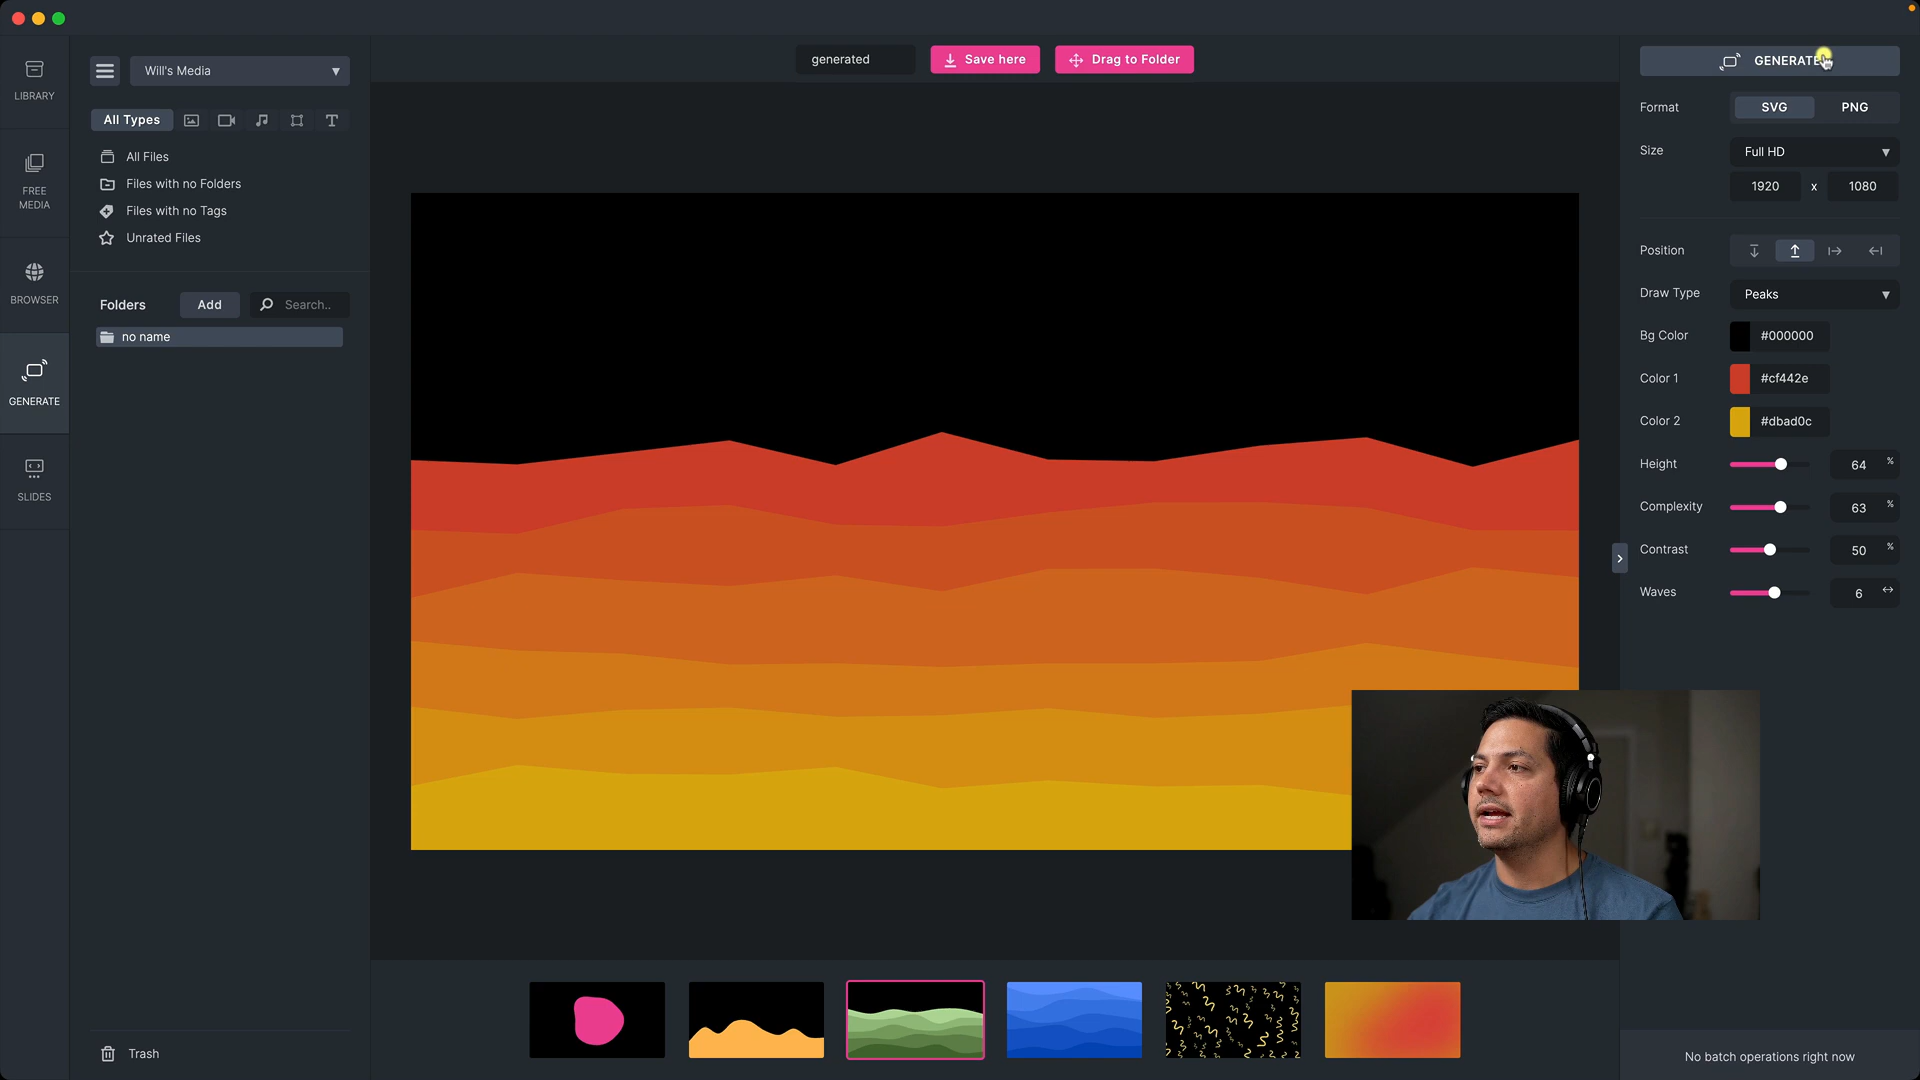 LIBRARY
FREE
MEDIA
BROWSER
GENERATE
SLIDES
Will's Media
All Types
All Files
Files with no Folders
Files with no Tags
Unrated Files
Folders
Add
Search..
no name
Trash
generated
Save here
Drag to Folder
GENERATE
Format
SVG
PNG
Size
Full HD
1920
x
1080
Position
Draw Type
Peaks
Bg Color
#000000
Color 1
#cf442e
Color 2
#dbad0c
Height
64
%
Complexity
63
%
Contrast
50
%
Waves
6
No batch operations right now